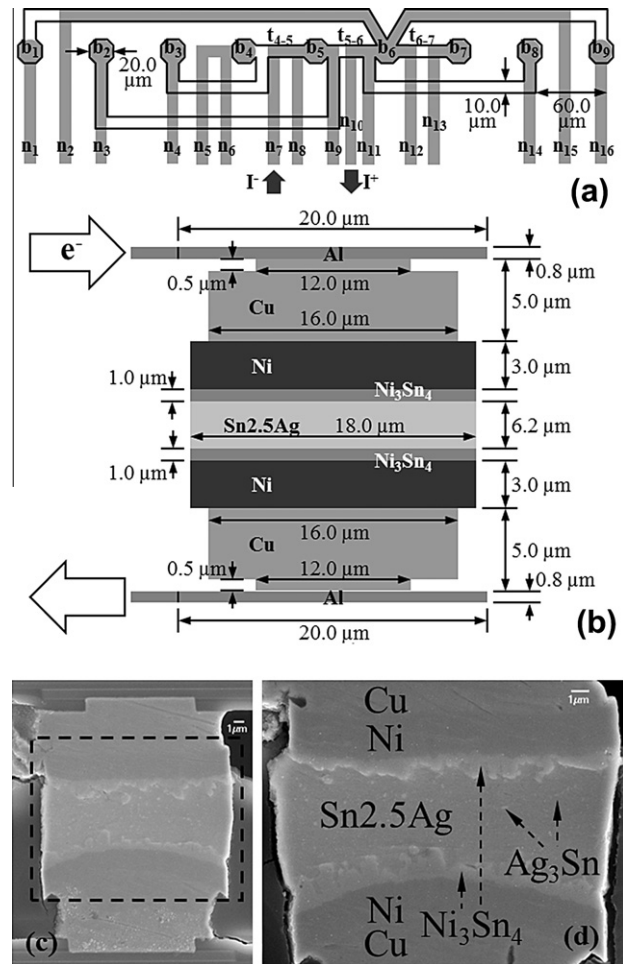 t₄₋₅ t₅₋₆ t₆₋₇
b₁ b₂ b₃ b₄ b₅ b₆ b₇ b₈ b₉
20.0 µm
10.0 µm
60.0 µm
n₁ n₂ n₃ n₄ n₅ n₆ n₇ n₈ n₉ n₁₀ n₁₁ n₁₂ n₁₃ n₁₄ n₁₅ n₁₆
I⁻ I⁺
(a)
20.0 µm
e⁻
Al
0.8 µm
0.5 µm
12.0 µm
Cu
5.0 µm
16.0 µm
Ni
3.0 µm
1.0 µm
Ni₃Sn₄
Sn2.5Ag 18.0 µm
6.2 µm
Ni₃Sn₄
1.0 µm
Ni
3.0 µm
16.0 µm
Cu
5.0 µm
0.5 µm
12.0 µm
0.8 µm
Al
20.0 µm
(b)
1µm
(c)
1µm
Cu
Ni
Sn2.5Ag
Ag₃Sn
Ni
Ni₃Sn₄
Cu
(d)